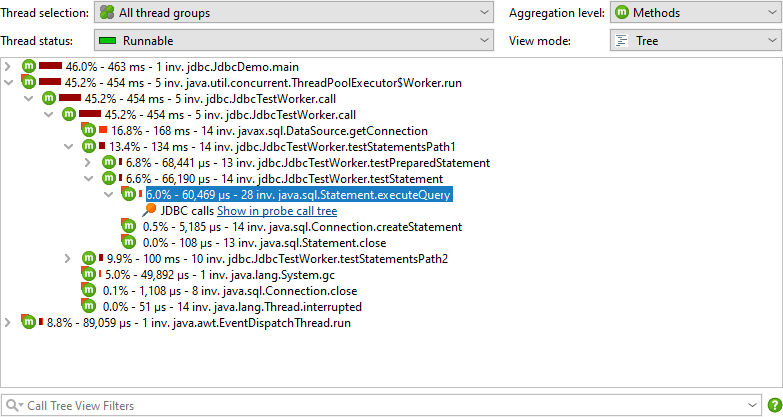 Thread selection: All thread groups Aggregation level: m Methods
Thread status: Runnable View mode: Tree
m 46.0% - 463 ms - 1 inv. jdbc.JdbcDemo.main
m 45.2% - 454 ms - 5 inv. java.util.concurrent.ThreadPoolExecutor$Worker.run
m 45.2% - 454 ms - 5 inv. jdbc.JdbcTestWorker.call
m 45.2% - 454 ms - 5 inv. jdbc.JdbcTestWorker.call
m 16.8% - 168 ms - 14 inv. javax.sql.DataSource.getConnection
m 13.4% - 134 ms - 14 inv. jdbc.JdbcTestWorker.testStatementsPath1
m 6.8% - 68,441 µs - 13 inv. jdbc.JdbcTestWorker.testPreparedStatement
m 6.6% - 66,190 µs - 14 inv. jdbc.JdbcTestWorker.testStatement
m 6.0% - 60,469 µs - 28 inv. java.sql.Statement.executeQuery
JDBC calls Show in probe call tree
m 0.5% - 5,185 µs - 14 inv. java.sql.Connection.createStatement
m 0.0% - 108 µs - 13 inv. java.sql.Statement.close
m 9.9% - 100 ms - 10 inv. jdbc.JdbcTestWorker.testStatementsPath2
m 5.0% - 49,892 µs - 1 inv. java.lang.System.gc
m 0.1% - 1,108 µs - 8 inv. java.sql.Connection.close
m 0.0% - 51 µs - 14 inv. java.lang.Thread.interrupted
m 8.8% - 89,059 µs - 1 inv. java.awt.EventDispatchThread.run
Call Tree View Filters ?